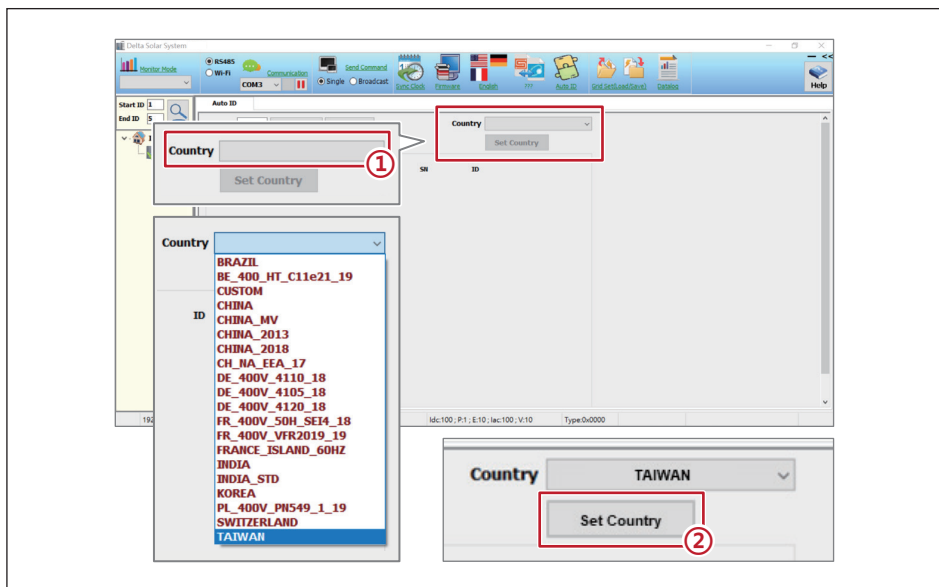 Delta Solar System
Monitor Mode
RS485
Wi-Fi
COM3
Communication
Send Command
Single Broadcast
Sync Clock
Firmware
English
Auto ID
Grid Set(Load/Save)
Datalog
Help
Start ID 1
End ID 5
Auto ID
Country
Set Country
SN ID
Country
1
Set Country
Country
BRAZIL
BE_400_HT_C11e21_19
CUSTOM
CHINA
ID
CHINA_MV
CHINA_2013
CHINA_2018
CH_NA_EEA_17
DE_400V_4110_18
DE_400V_4105_18
DE_400V_4120_18
FR_400V_50H_SEI4_18
FR_400V_VFR2019_19
FRANCE_ISLAND_60HZ
INDIA
INDIA_STD
KOREA
PL_400V_PN549_1_19
SWITZERLAND
TAIWAN
192
Idc:100 ; P:1 ; E:10 ; Iac:100 ; V:10 Type:0x0000
Country TAIWAN
Set Country
2